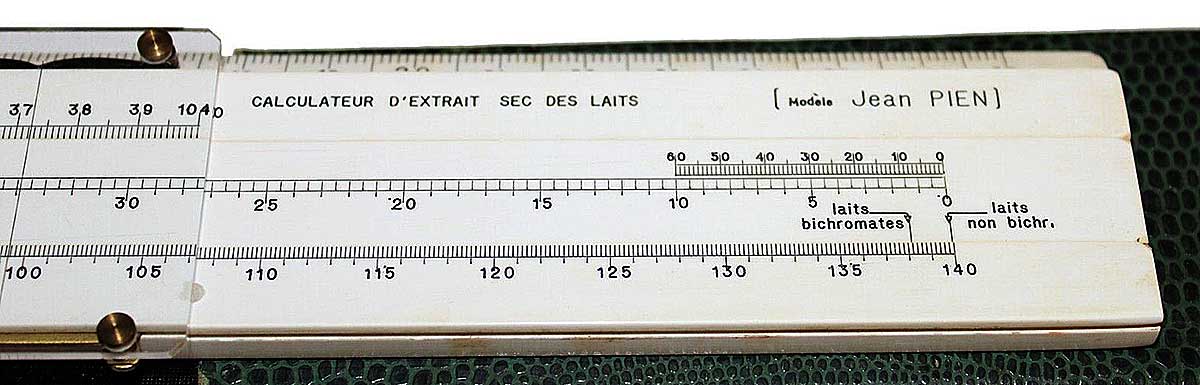 CALCULATEUR D'EXTRAIT SEC DES LAITS [Modèle Jean PIEN]
37 38 39 1040
60 50 40 30 20 10 0
30 25 20 15 10 5 0
laits bichromates
laits non bichr.
100 105 110 115 120 125 130 135 140